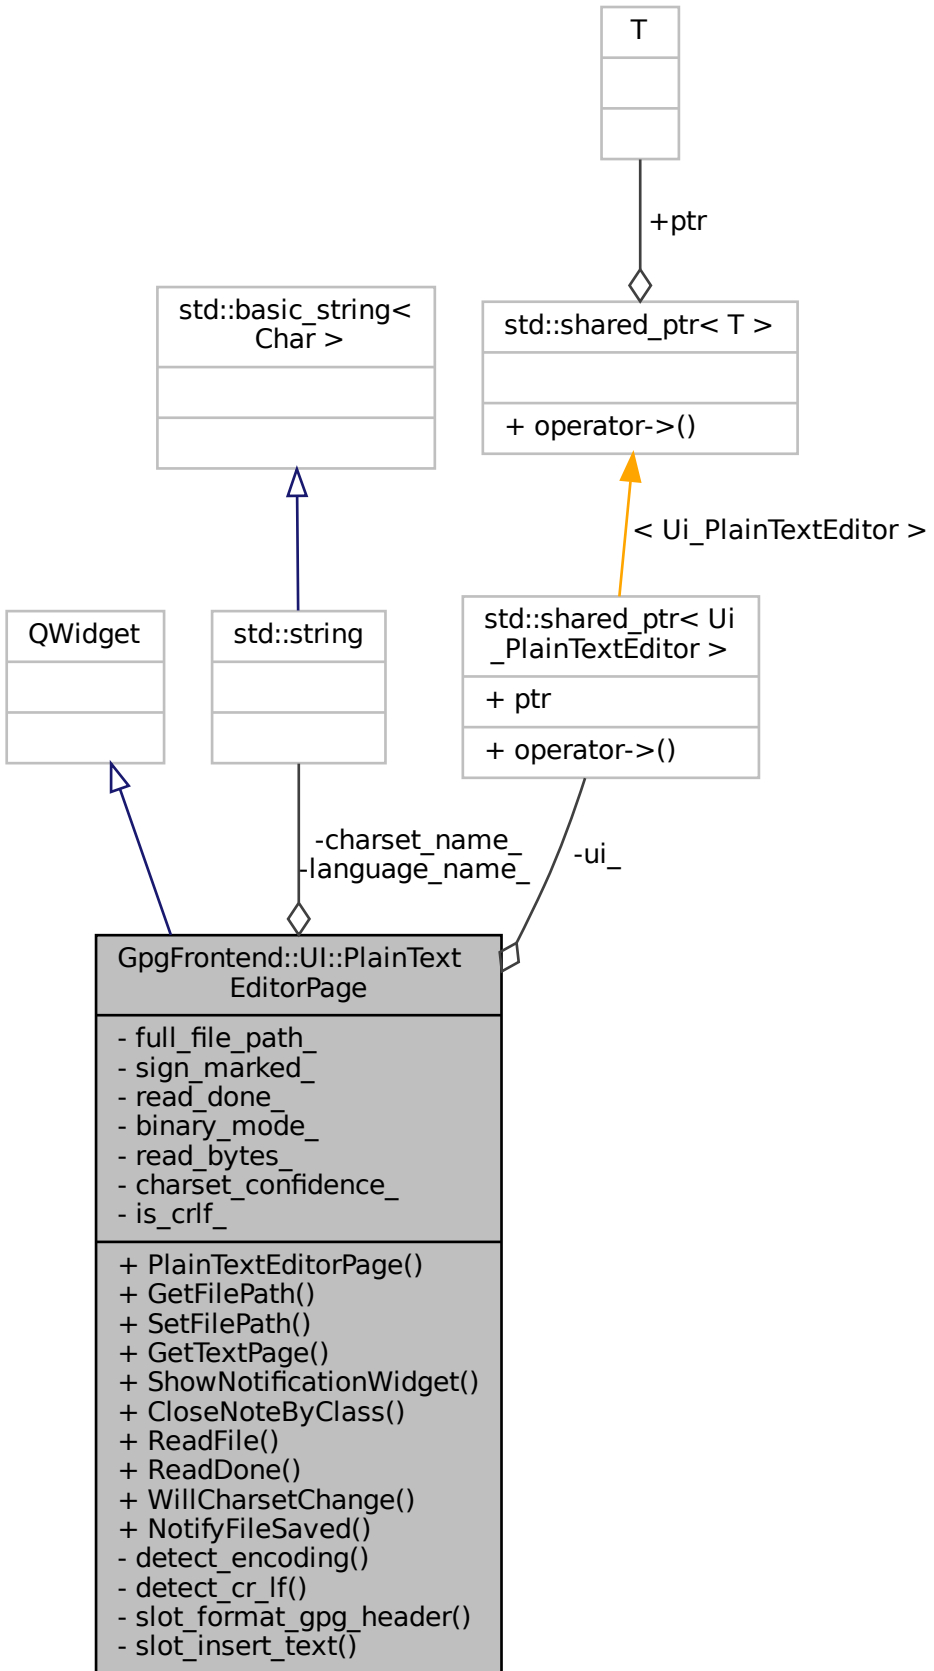 T
+ptr
std::basic_string<
Char >
std::shared_ptr< T >
+ operator->()
< Ui_PlainTextEditor >
QWidget
std::string
std::shared_ptr< Ui
_PlainTextEditor >
+ ptr
+ operator->()
-charset_name_
-language_name_
-ui_
GpgFrontend::UI::PlainText
EditorPage
- full_file_path_
- sign_marked_
- read_done_
- binary_mode_
- read_bytes_
- charset_confidence_
- is_crlf_
+ PlainTextEditorPage()
+ GetFilePath()
+ SetFilePath()
+ GetTextPage()
+ ShowNotificationWidget()
+ CloseNoteByClass()
+ ReadFile()
+ ReadDone()
+ WillCharsetChange()
+ NotifyFileSaved()
- detect_encoding()
- detect_cr_lf()
- slot_format_gpg_header()
- slot_insert_text()